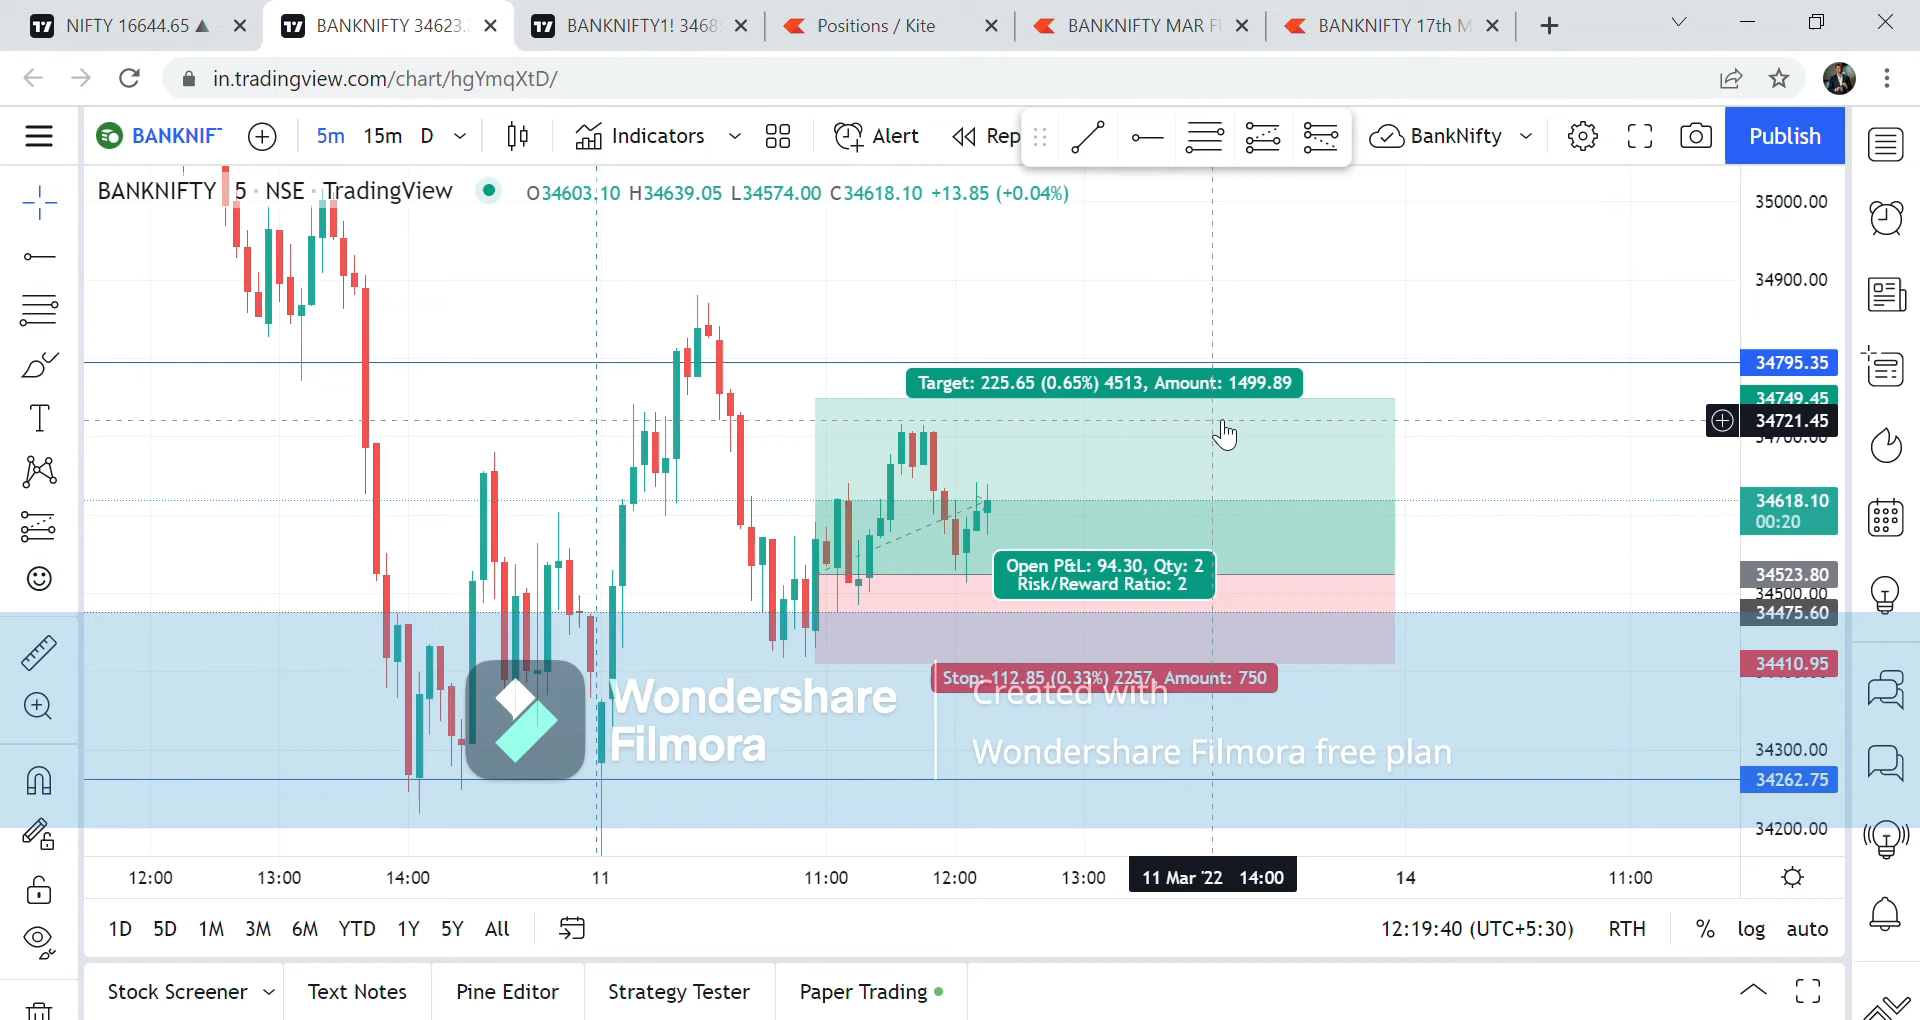 NIFTY 16644.65 ▲
BANKNIFTY 34623.
BANKNIFTY1! 3468
Positions / Kite
BANKNIFTY MAR FU
BANKNIFTY 17th M
in.tradingview.com/chart/hgYmqXtD/
BANKNIF
5m 15m D
Indicators
Alert
Rep
BankNifty
Publish
BANKNIFTY 5 · NSE · TradingView
O34603.10 H34639.05 L34574.00 C34618.10 +13.85 (+0.04%)
35000.00
34900.00
34795.35
Target: 225.65 (0.65%) 4513, Amount: 1499.89
34749.45
34721.45
34700.00
34618.10
00:20
Open P&L: 94.30, Qty: 2
Risk/Reward Ratio: 2
34523.80
34500.00
34475.60
34410.95
Stop: 112.85 (0.33%) 2257, Amount: 750
Wondershare
Filmora
Created with
Wondershare Filmora free plan
34300.00
34262.75
34200.00
12:00 13:00 14:00 11 11:00 12:00 13:00 11 Mar '22 14:00 14 11:00
1D 5D 1M 3M 6M YTD 1Y 5Y All
12:19:40 (UTC+5:30) RTH % log auto
Stock Screener Text Notes Pine Editor Strategy Tester Paper Trading